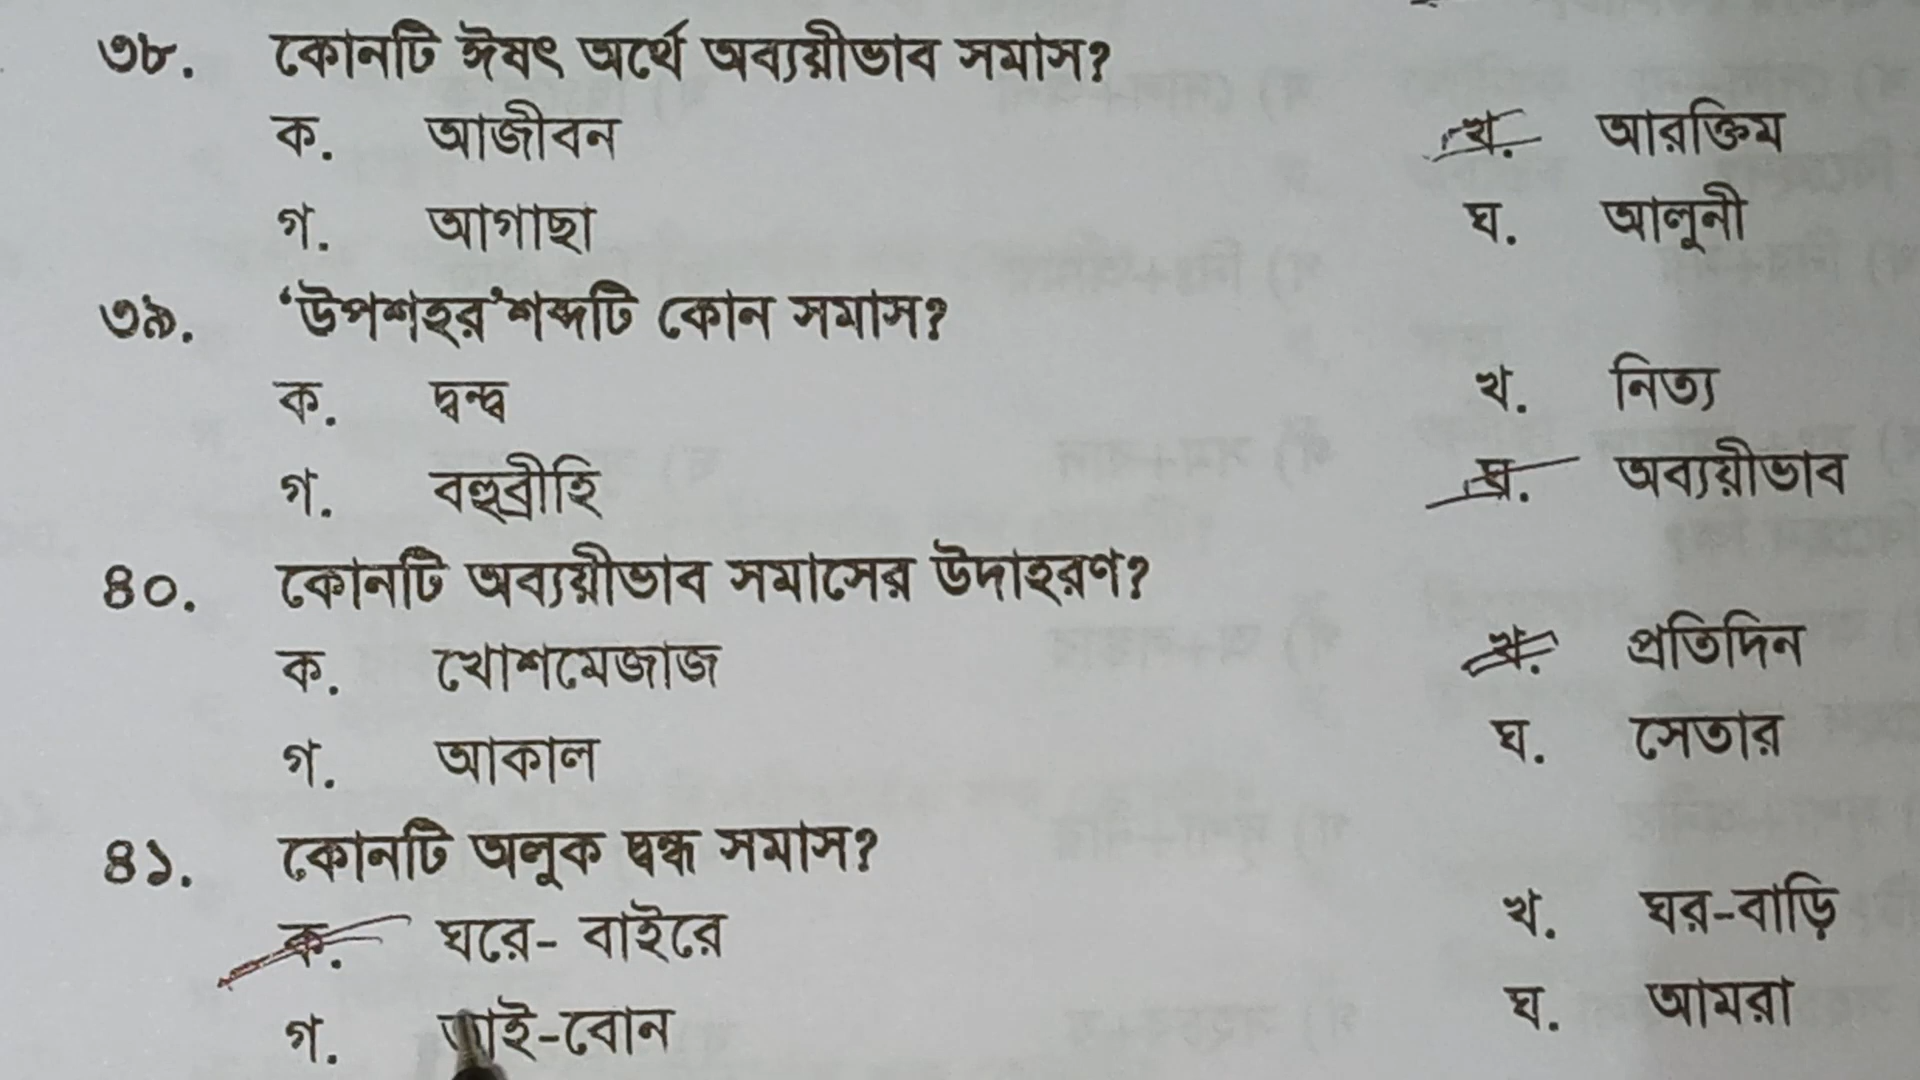 ৩৮. কোনটি ঈষৎ অর্থে অব্যয়ীভাব সমাস?
ক. আজীবন খ. আরক্তিম
গ. আগাছা ঘ. আলুনী
৩৯. ‘উপশহর’শব্দটি কোন সমাস?
ক. দ্বন্দ্ব খ. নিত্য
গ. বহুব্রীহি ঘ. অব্যয়ীভাব
৪০. কোনটি অব্যয়ীভাব সমাসের উদাহরণ?
ক. খোশমেজাজ খ. প্রতিদিন
গ. আকাল ঘ. সেতার
৪১. কোনটি অলুক দ্বন্ধ সমাস?
ক. ঘরে- বাইরে খ. ঘর-বাড়ি
গ. ভাই-বোন ঘ. আমরা